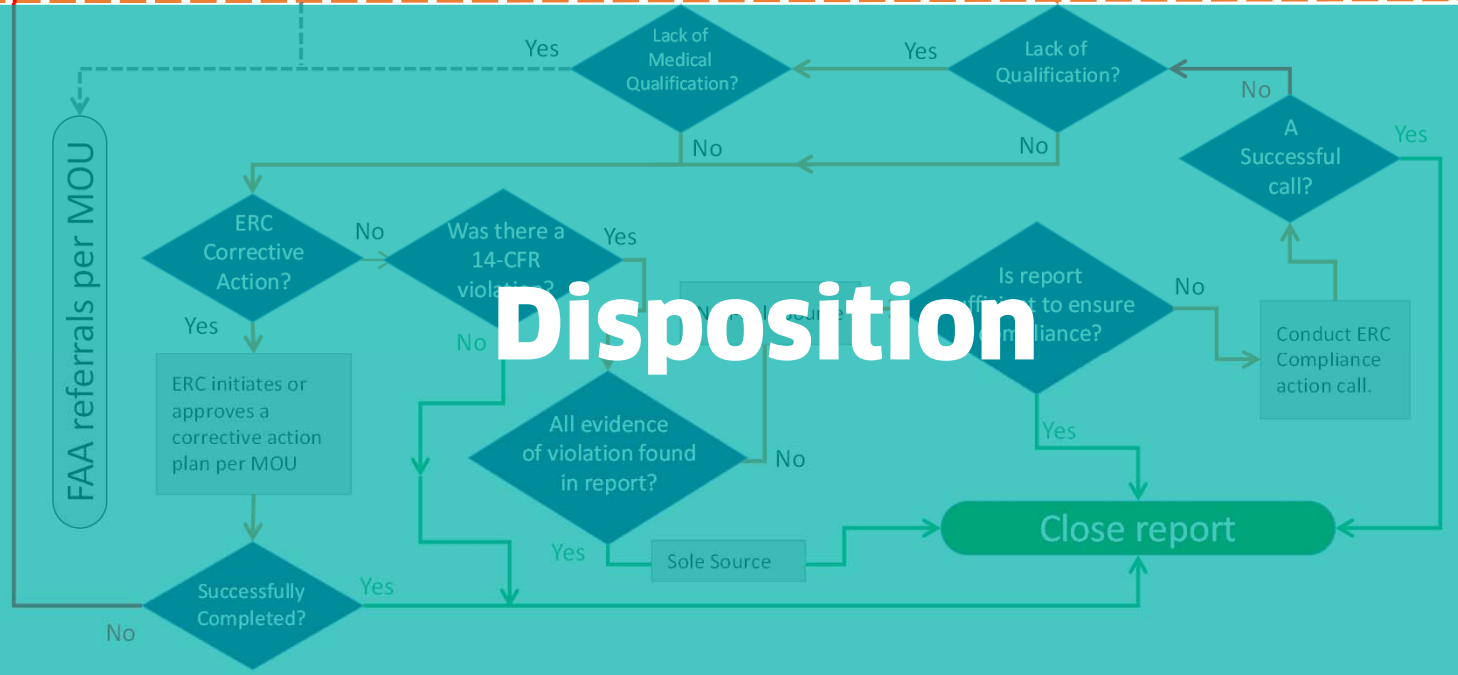 Yes
Lack of
Medical
Qualification?
Yes
Lack of
Qualification?
No
A
Successful
call?
Yes
No
No
FAA referrals per MOU
ERC
Corrective
Action?
No
Was there a
14-CFR
violation?
Yes
Is report
to ensure
No
Disposition
Conduct ERC
Compliance
action call.
Yes
No
ERC initiates or
approves a
corrective action
plan per MOU
All evidence
of violation found
in report?
No
Yes
Close report
Yes
Sole Source
Successfully
Completed?
Yes
No